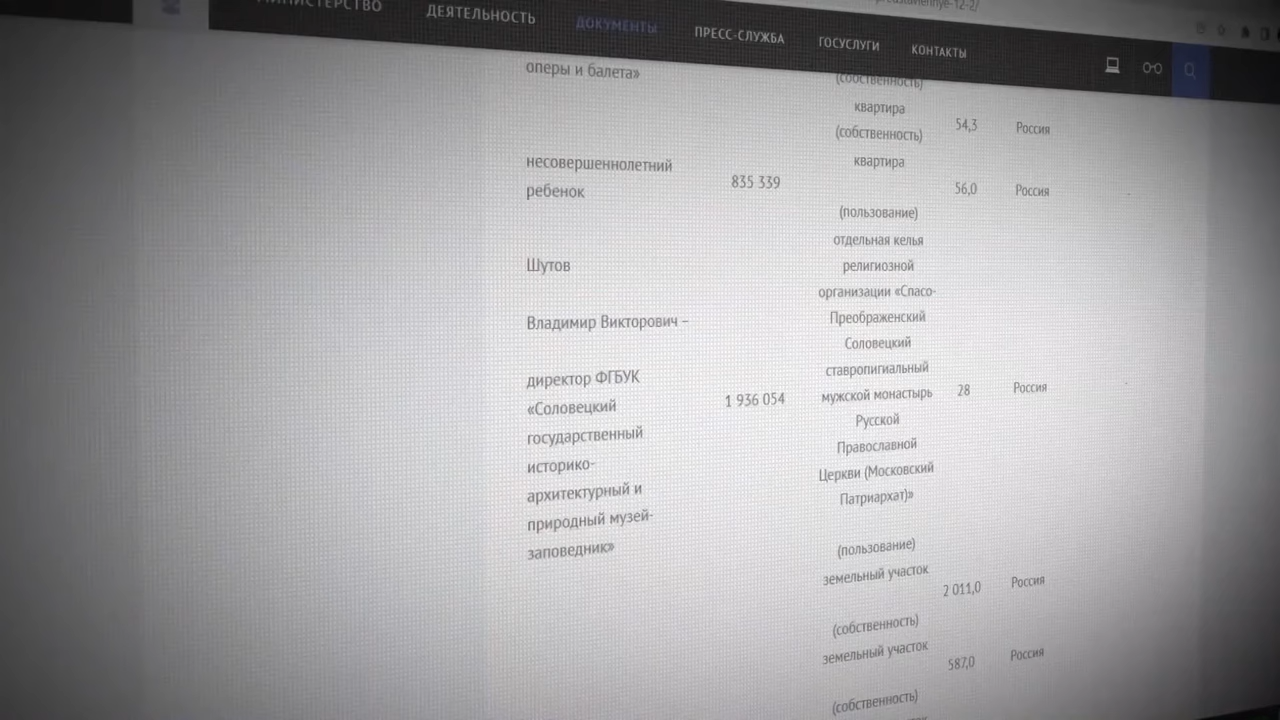 МИНИСТЕРСТВО ДЕЯТЕЛЬНОСТЬ ДОКУМЕНТЫ ПРЕСС-СЛУЖБА ГОСУСЛУГИ КОНТАКТЫ
оперы и балета»
(собственность)
квартира
54,3 Россия
(собственность)
квартира
несовершеннолетний
ребенок
835 339
56,0 Россия
(пользование)
отдельная келья
религиозной
организации «Спасо-
Преображенский
Соловецкий
ставропигиальный
мужской монастырь
Русской
Православной
Церкви (Московский
Патриархат)»
28 Россия
Шутов
Владимир Викторович –
директор ФГБУК
«Соловецкий
государственный
историко-
архитектурный и
природный музей-
заповедник»
1 936 054
(пользование)
земельный участок
2 011,0 Россия
(собственность)
земельный участок
587,0 Россия
(собственность)